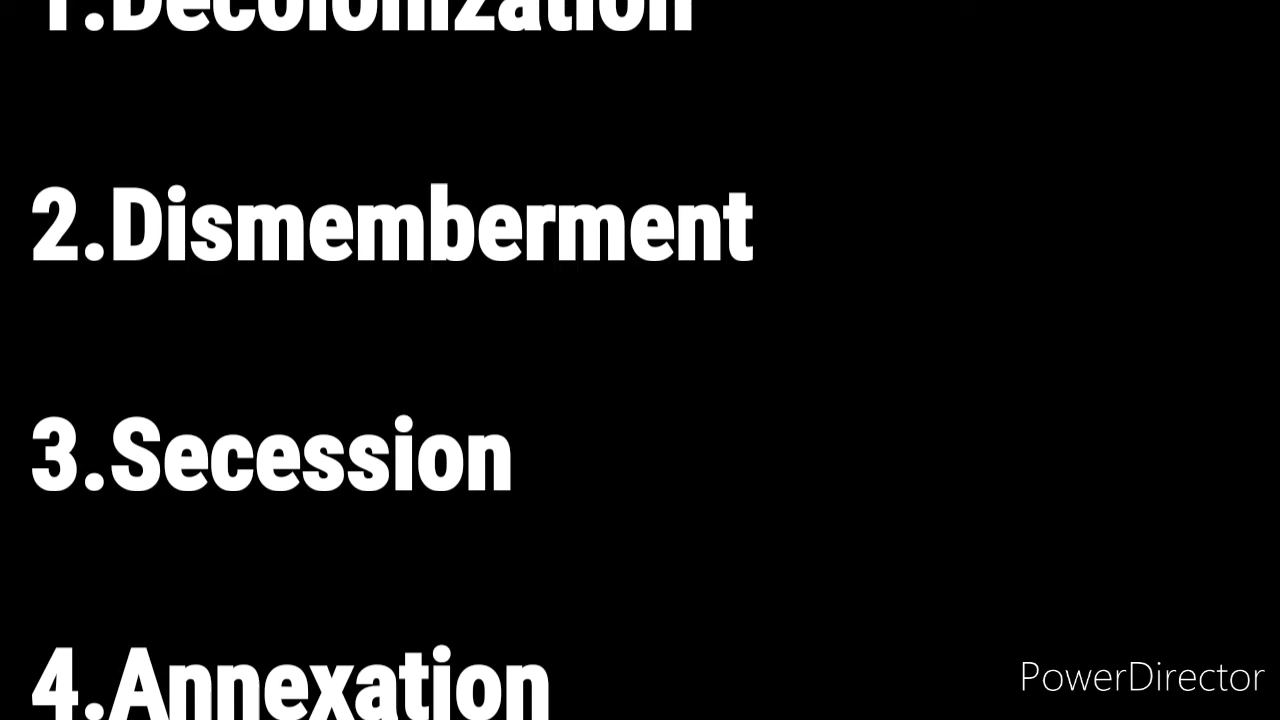 1.Decolonization
2.Dismemberment
3.Secession
4.Annexation
PowerDirector